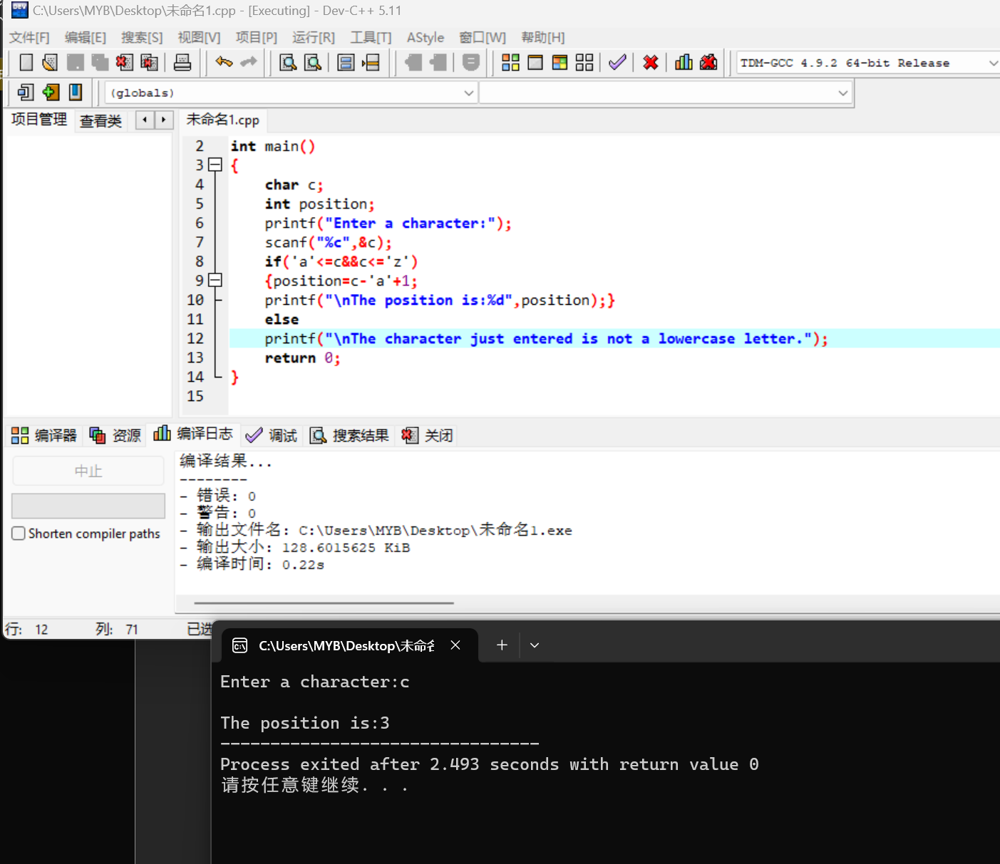 C:\Users\MYB\Desktop\未命名1.cpp - [Executing] - Dev-C++ 5.11
文件[F] 编辑[E] 搜索[S] 视图[V] 项目[P] 运行[R] 工具[T] AStyle 窗口[W] 帮助[H]
TDM-GCC 4.9.2 64-bit Release
(globals)
项目管理 查看类 未命名1.cpp
2 int main()
3 {
4 char c;
5 int position;
6 printf("Enter a character:");
7 scanf("%c",&c);
8 if('a'<=c&&c<='z')
9 {position=c-'a'+1;
10 printf("\nThe position is:%d",position);}
11 else
12 printf("\nThe character just entered is not a lowercase letter.");
13 return 0;
14 }
15
编译器 资源 编译日志 调试 搜索结果 关闭
中止
Shorten compiler paths
编译结果...
--------
- 错误: 0
- 警告: 0
- 输出文件名: C:\Users\MYB\Desktop\未命名1.exe
- 输出大小: 128.6015625 KiB
- 编译时间: 0.22s
行: 12 列: 71 已选
C:\Users\MYB\Desktop\未命名
Enter a character:c
The position is:3
--------------------------------
Process exited after 2.493 seconds with return value 0
请按任意键继续. . .